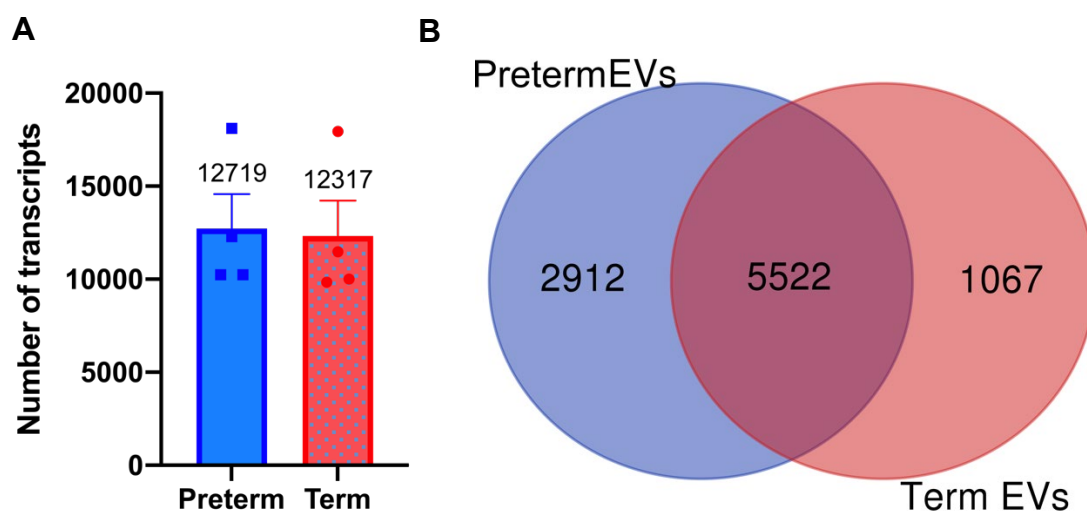 A
Number of transcripts
20000
15000
10000
5000
0
12719
12317
Preterm
Term
B
PretermEVs
2912
5522
1067
Term EVs